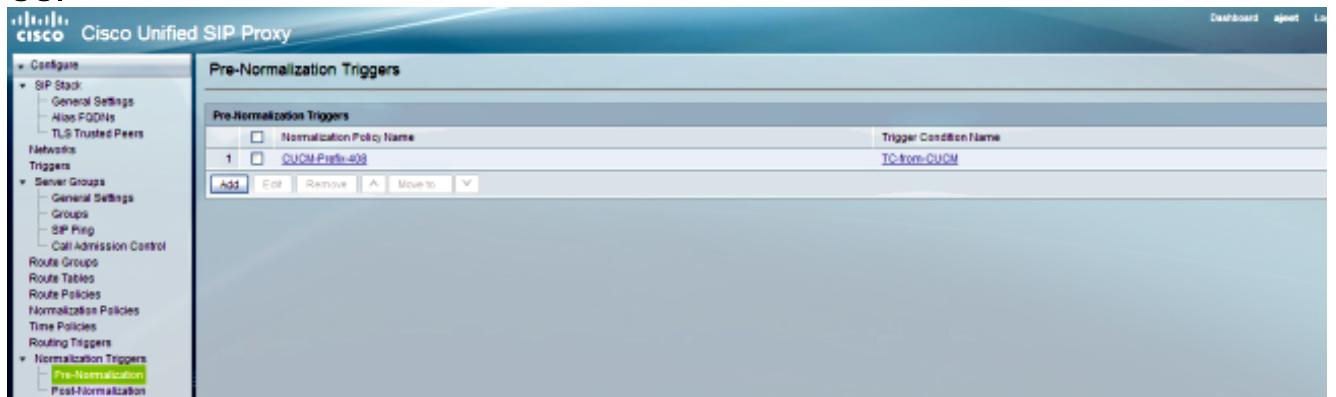 cisco Cisco Unified SIP Proxy
Dashboard ajeet
Configure
SIP Stack
General Settings
Alias FQDNs
TLS Trusted Peers
Networks
Triggers
Server Groups
General Settings
Groups
SIP Ping
Call Admission Control
Route Groups
Route Tables
Route Policies
Normalization Policies
Time Policies
Routing Triggers
Normalization Triggers
Pre-Normalization
Post-Normalization
Pre-Normalization Triggers
Pre-Normalization Triggers
Normalization Policy Name Trigger Condition Name
1 CUCM-Prefix-408 TC-from-CUCM
Add Edit Remove Move to